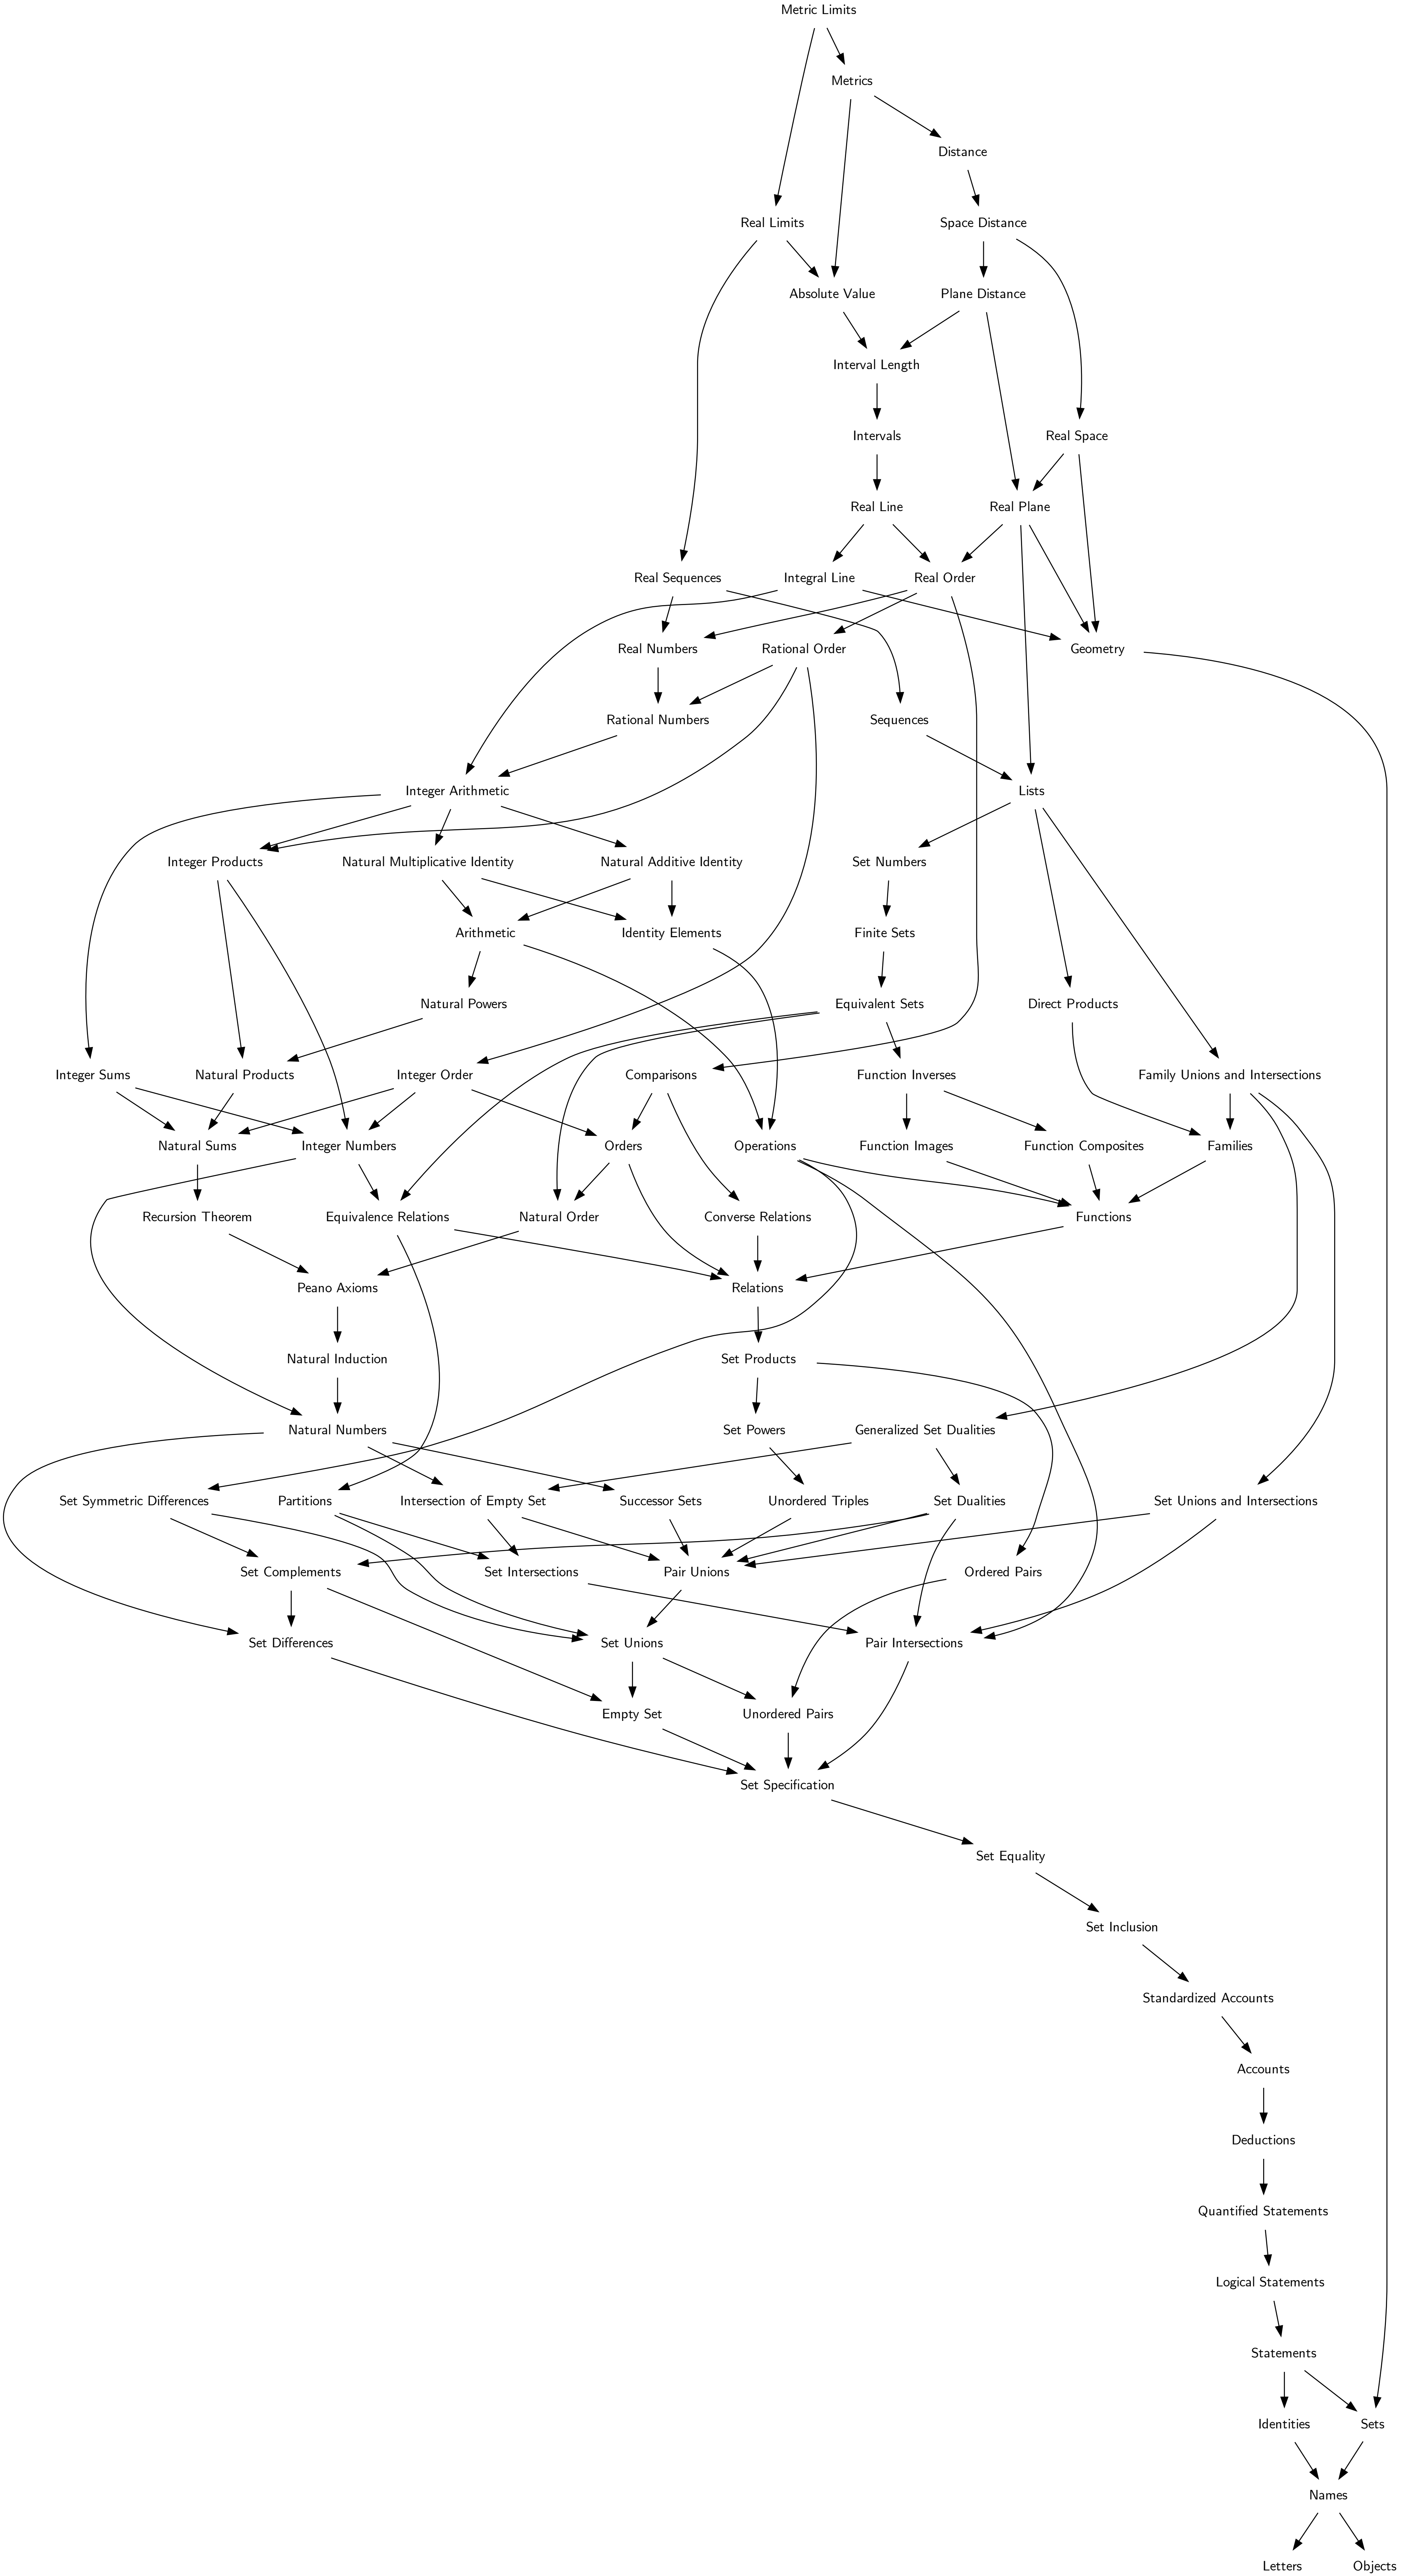 Metric Limits
Metrics
Distance
Real Limits
Space Distance
Absolute Value
Plane Distance
Interval Length
Intervals
Real Space
Real Line
Real Plane
Real Sequences
Integral Line
Real Order
Real Numbers
Rational Order
Geometry
Rational Numbers
Sequences
Integer Arithmetic
Lists
Integer Products
Natural Multiplicative Identity
Natural Additive Identity
Set Numbers
Arithmetic
Identity Elements
Finite Sets
Natural Powers
Equivalent Sets
Direct Products
Integer Sums
Natural Products
Integer Order
Comparisons
Function Inverses
Family Unions and Intersections
Natural Sums
Integer Numbers
Orders
Operations
Function Images
Function Composites
Families
Recursion Theorem
Equivalence Relations
Natural Order
Converse Relations
Functions
Peano Axioms
Relations
Natural Induction
Set Products
Natural Numbers
Set Powers
Generalized Set Dualities
Set Symmetric Differences
Partitions
Intersection of Empty Set
Successor Sets
Unordered Triples
Set Dualities
Set Unions and Intersections
Set Complements
Set Intersections
Pair Unions
Ordered Pairs
Set Differences
Set Unions
Pair Intersections
Empty Set
Unordered Pairs
Set Specification
Set Equality
Set Inclusion
Standardized Accounts
Accounts
Deductions
Quantified Statements
Logical Statements
Statements
Identities
Sets
Names
Letters
Objects